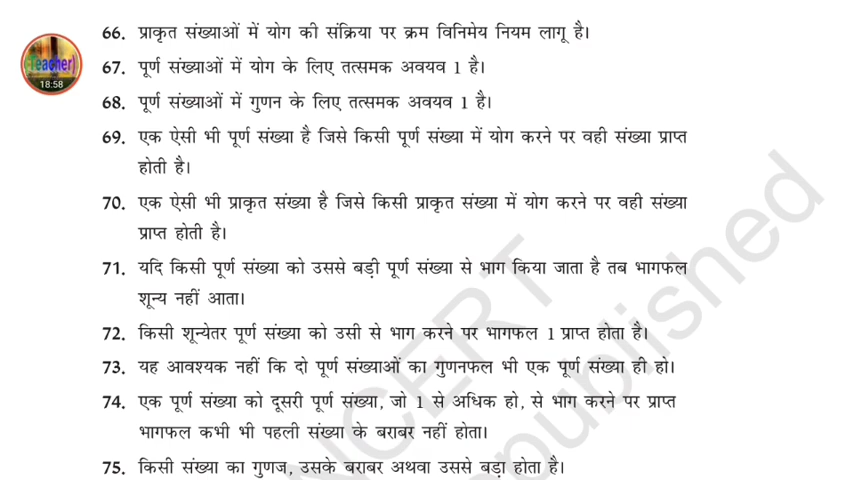 66. प्राकृत संख्याओं में योग की संक्रिया पर क्रम विनिमेय नियम लागू है।
Teacher
18:58
67. पूर्ण संख्याओं में योग के लिए तत्समक अवयव 1 है।
68. पूर्ण संख्याओं में गुणन के लिए तत्समक अवयव 1 है।
69. एक ऐसी भी पूर्ण संख्या है जिसे किसी पूर्ण संख्या में योग करने पर वही संख्या प्राप्त
होती है।
70. एक ऐसी भी प्राकृत संख्या है जिसे किसी प्राकृत संख्या में योग करने पर वही संख्या
प्राप्त होती है।
71. यदि किसी पूर्ण संख्या को उससे बड़ी पूर्ण संख्या से भाग किया जाता है तब भागफल
शून्य नहीं आता।
72. किसी शून्येतर पूर्ण संख्या को उसी से भाग करने पर भागफल 1 प्राप्त होता है।
73. यह आवश्यक नहीं कि दो पूर्ण संख्याओं का गुणनफल भी एक पूर्ण संख्या ही हो।
74. एक पूर्ण संख्या को दूसरी पूर्ण संख्या, जो 1 से अधिक हो, से भाग करने पर प्राप्त
भागफल कभी भी पहली संख्या के बराबर नहीं होता।
75. किसी संख्या का गुणज, उसके बराबर अथवा उससे बड़ा होता है।
NCERT
republished